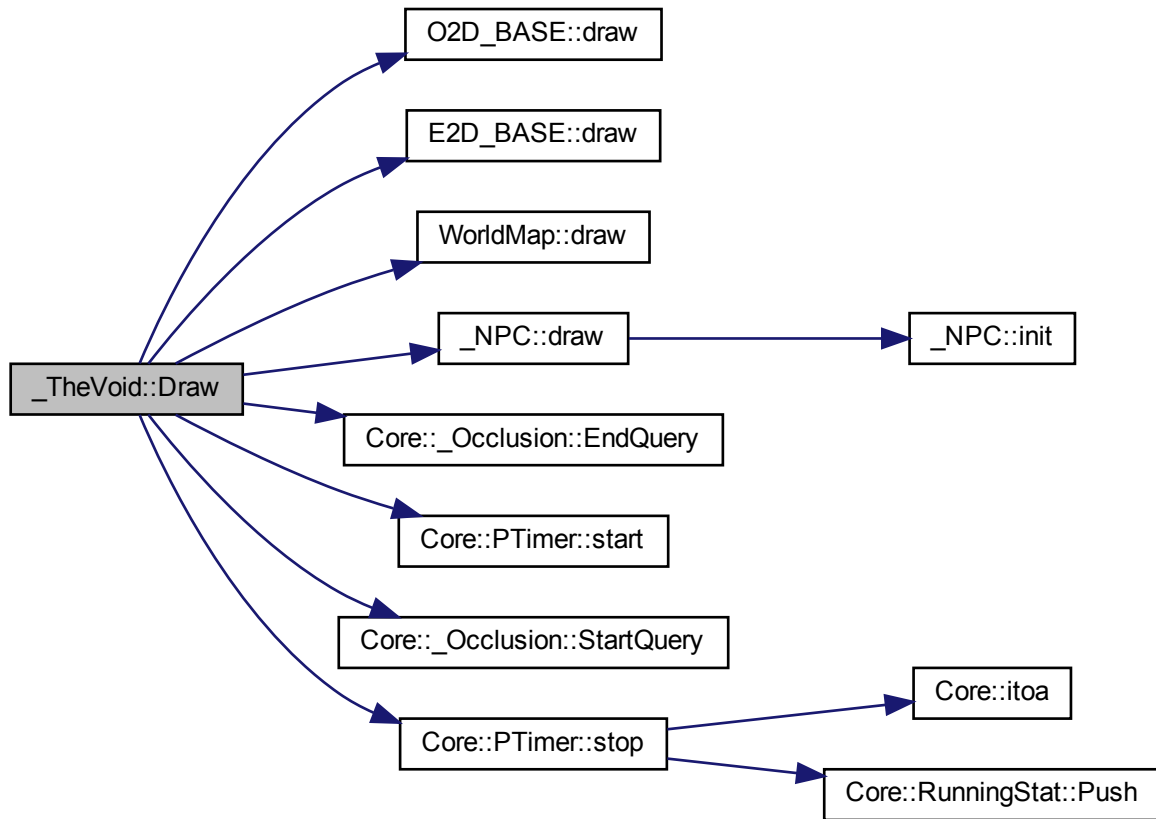 O2D_BASE::draw
E2D_BASE::draw
WorldMap::draw
_NPC::draw
_NPC::init
_TheVoid::Draw
Core::_Occlusion::EndQuery
Core::PTimer::start
Core::_Occlusion::StartQuery
Core::itoa
Core::PTimer::stop
Core::RunningStat::Push